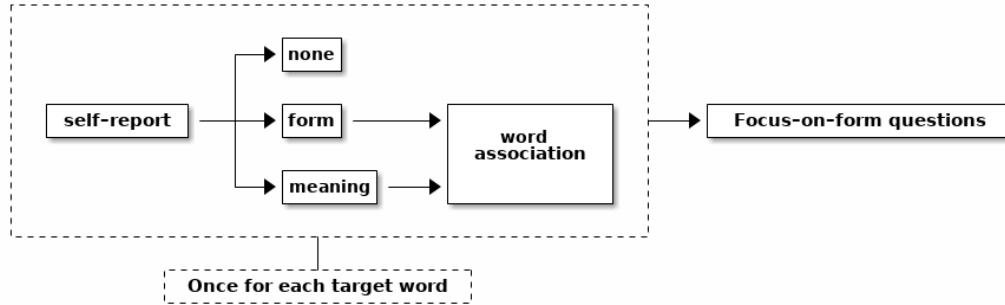 none
self-report
form
word
association
Focus-on-form questions
meaning
Once for each target word